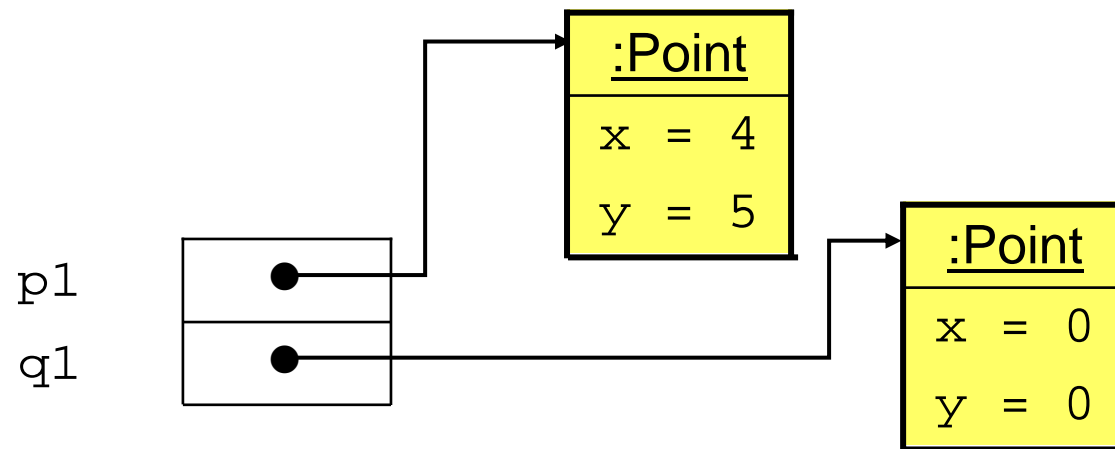 :Point
x = 4
y = 5
p1
q1
:Point
x = 0
y = 0